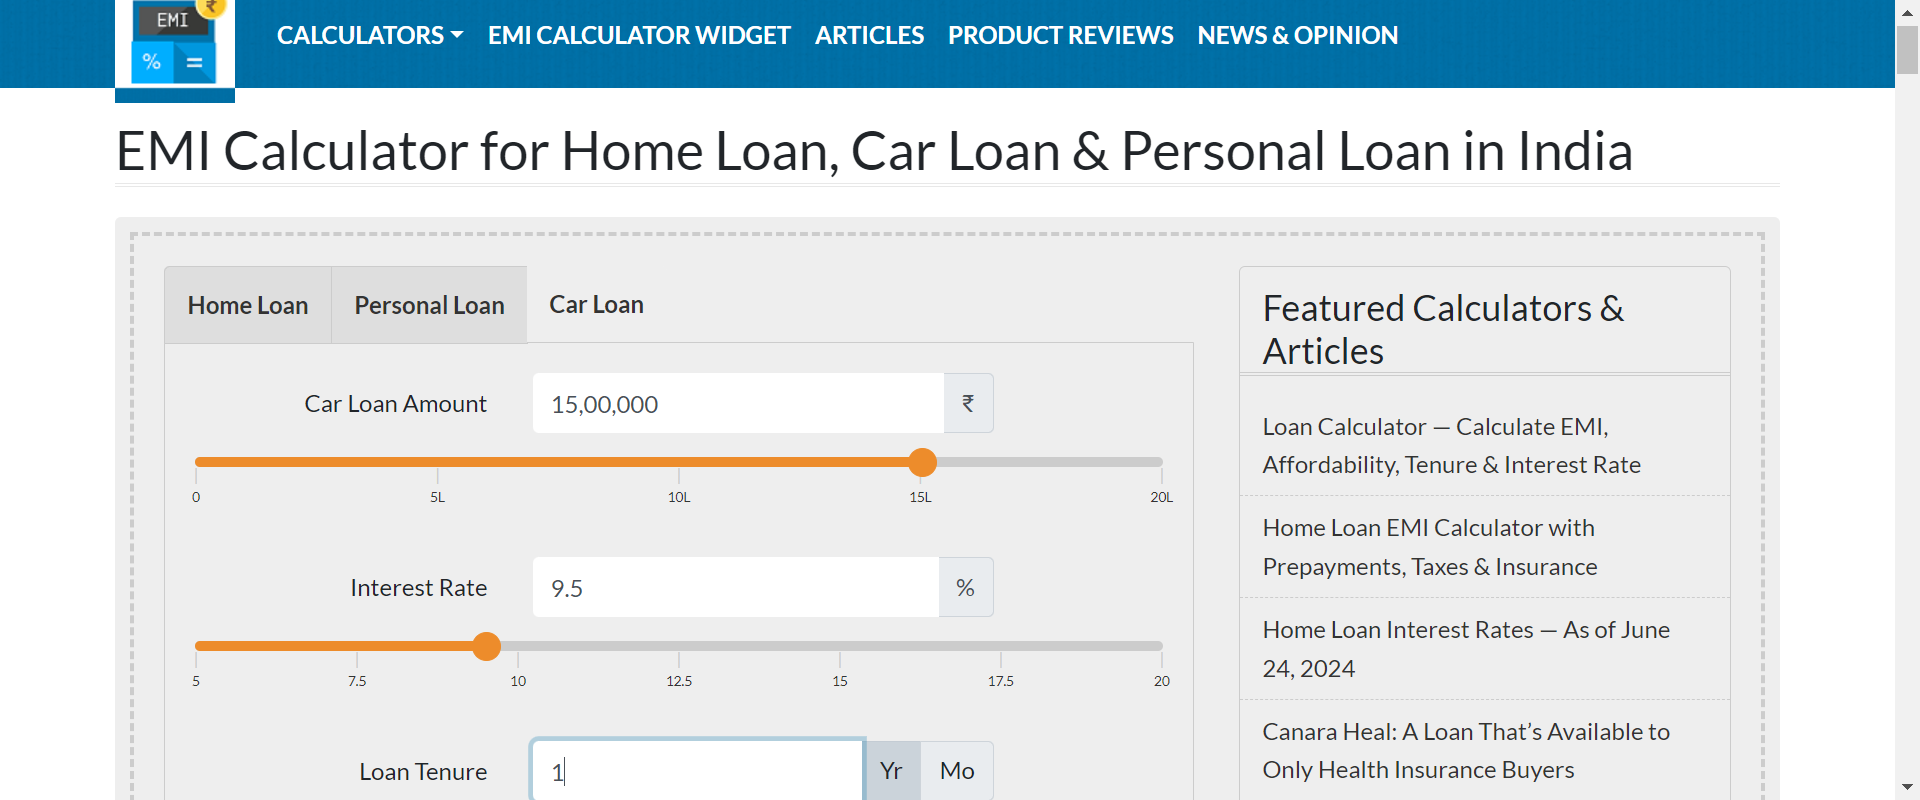 EMI ₹
% =
CALCULATORS EMI CALCULATOR WIDGET ARTICLES PRODUCT REVIEWS NEWS & OPINION
EMI Calculator for Home Loan, Car Loan & Personal Loan in India
Home Loan Personal Loan Car Loan
Car Loan Amount 15,00,000 ₹
0 5L 10L 15L 20L
Interest Rate 9.5 %
5 7.5 10 12.5 15 17.5 20
Loan Tenure 1 Yr Mo
Featured Calculators &
Articles
Loan Calculator — Calculate EMI,
Affordability, Tenure & Interest Rate
Home Loan EMI Calculator with
Prepayments, Taxes & Insurance
Home Loan Interest Rates — As of June
24, 2024
Canara Heal: A Loan That’s Available to
Only Health Insurance Buyers